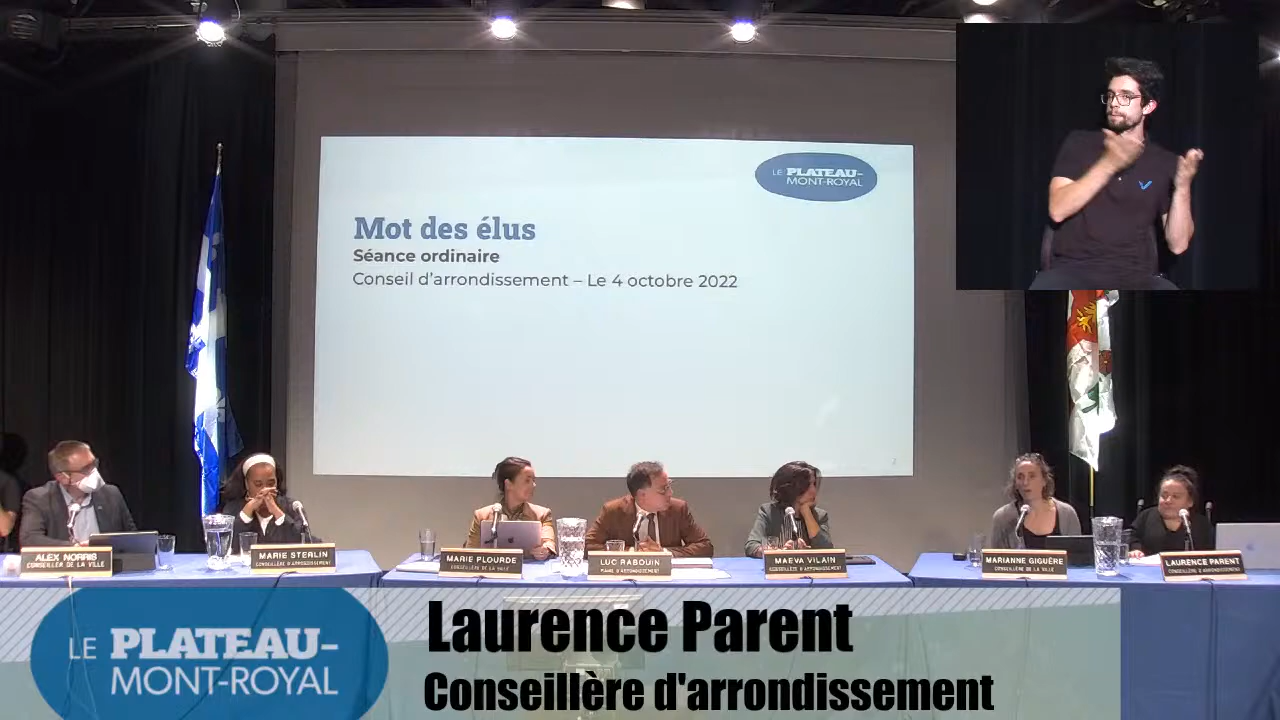 LE PLATEAU-
MONT-ROYAL
Mot des élus
Séance ordinaire
Conseil d'arrondissement – Le 4 octobre 2022
ALEX NORRIS
CONSEILLER DE LA VILLE
MARIE STERLIN
CONSEILLÈRE D'ARRONDISSEMENT
MARIE PLOURDE
CONSEILLÈRE DE LA VILLE
LUC RABOUIN
MAIRE D'ARRONDISSEMENT
MAEVA VILAIN
CONSEILLÈRE D'ARRONDISSEMENT
MARIANNE GIGUÈRE
CONSEILLÈRE DE LA VILLE
LAURENCE PARENT
CONSEILLÈRE D'ARRONDISSEMENT
LE PLATEAU-
MONT-ROYAL
Laurence Parent
Conseillère d'arrondissement